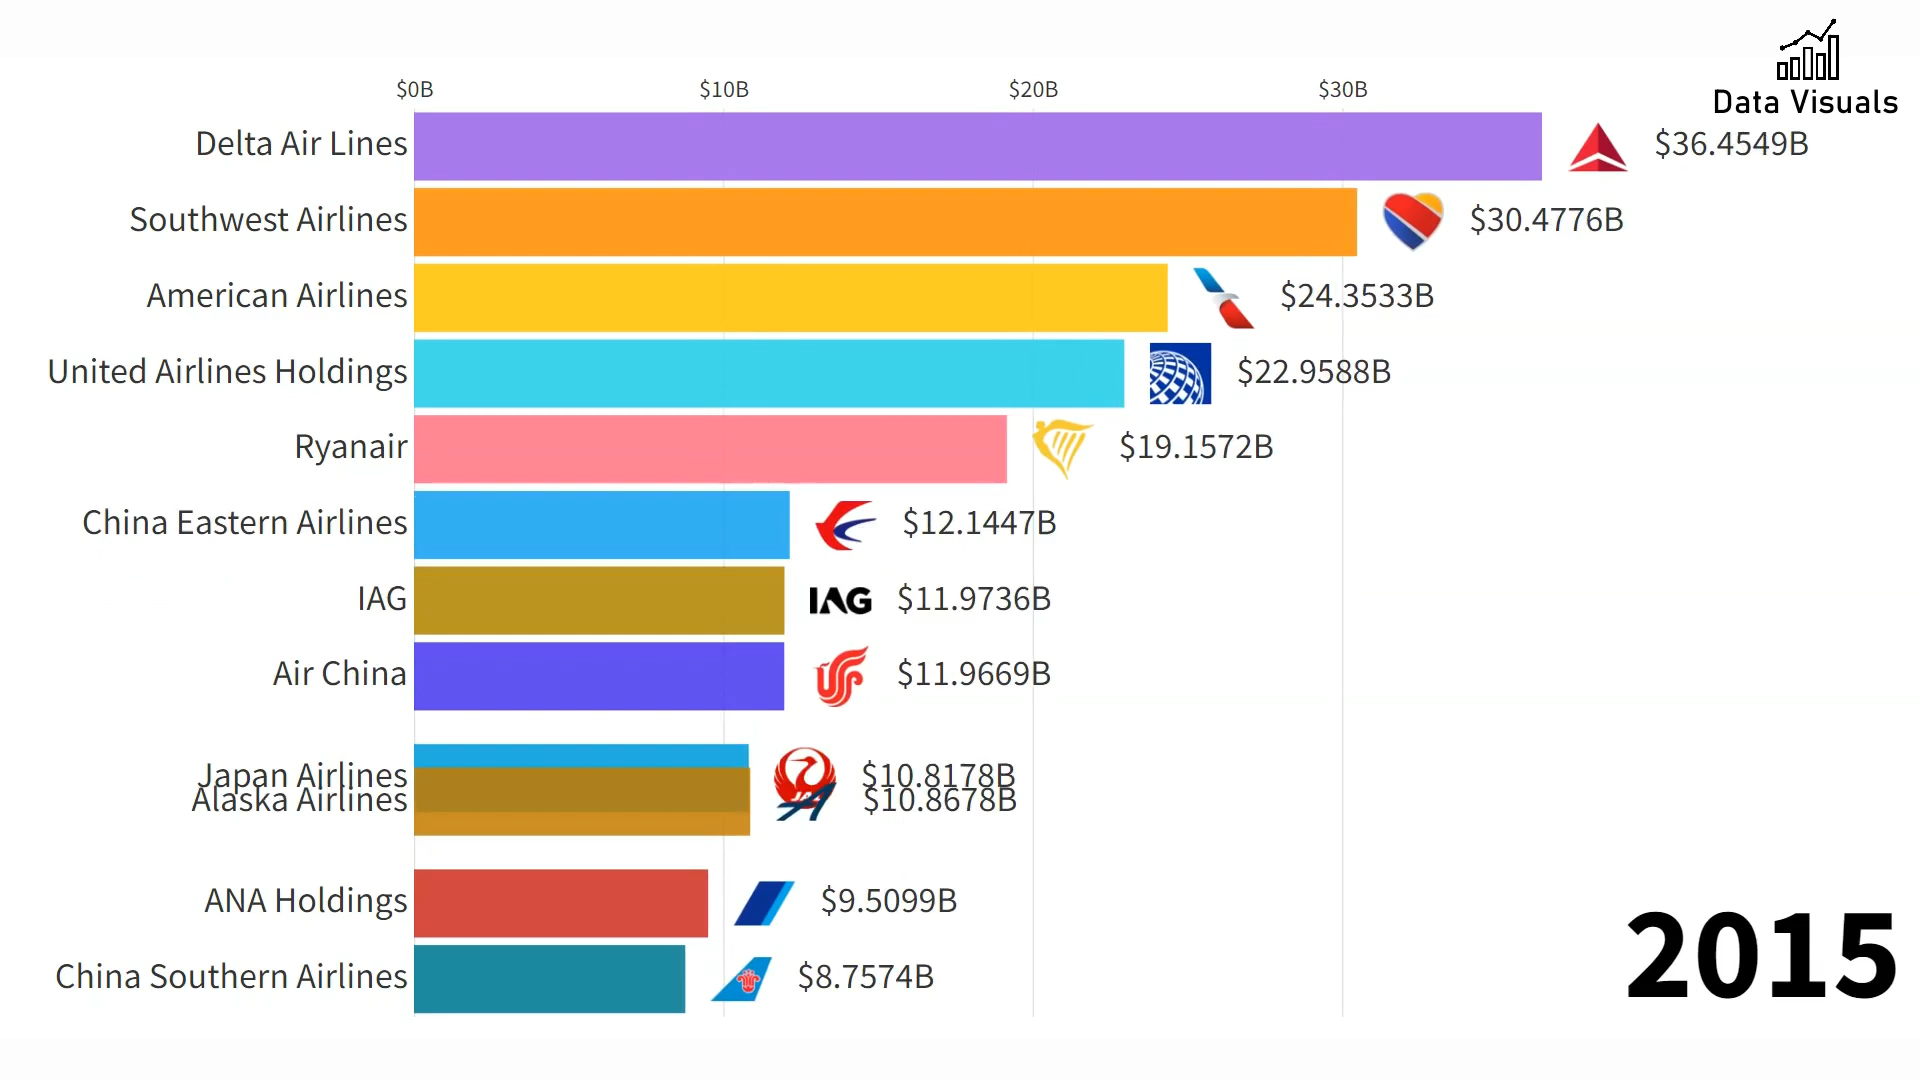 $0B $10B $20B $30B
Data Visuals
Delta Air Lines $36.4549B
Southwest Airlines $30.4776B
American Airlines $24.3533B
United Airlines Holdings $22.9588B
Ryanair $19.1572B
China Eastern Airlines $12.1447B
IAG IAG $11.9736B
Air China $11.9669B
Japan Airlines JAL $10.8178B
Alaska Airlines $10.8678B
ANA Holdings $9.5099B
China Southern Airlines $8.7574B
2015